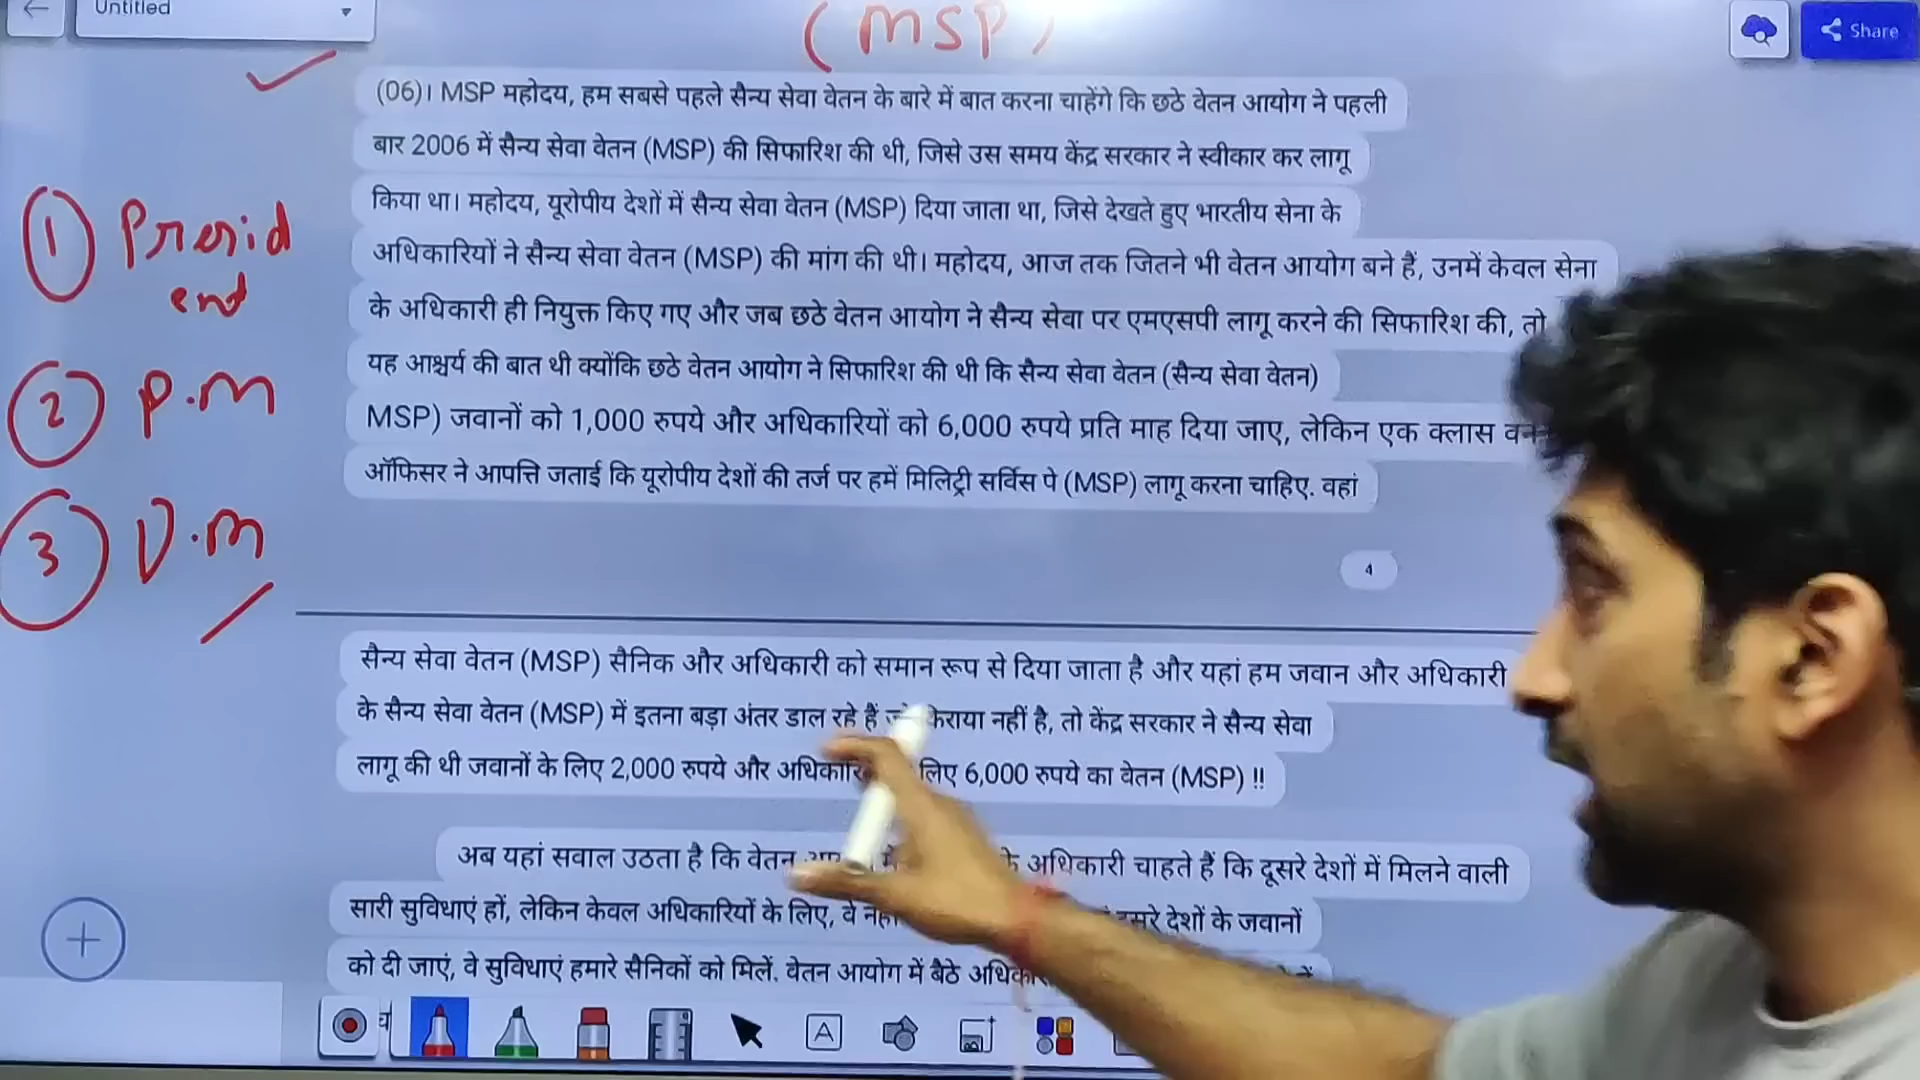 Untitled
Share
(MSP)
(06)। MSP महोदय, हम सबसे पहले सैन्य सेवा वेतन के बारे में बात करना चाहेंगे कि छठे वेतन आयोग ने पहली
बार 2006 में सैन्य सेवा वेतन (MSP) की सिफारिश की थी, जिसे उस समय केंद्र सरकार ने स्वीकार कर लागू
किया था। महोदय, यूरोपीय देशों में सैन्य सेवा वेतन (MSP) दिया जाता था, जिसे देखते हुए भारतीय सेना के
अधिकारियों ने सैन्य सेवा वेतन (MSP) की मांग की थी। महोदय, आज तक जितने भी वेतन आयोग बने हैं, उनमें केवल सेना
के अधिकारी ही नियुक्त किए गए और जब छठे वेतन आयोग ने सैन्य सेवा पर एमएसपी लागू करने की सिफारिश की, तो
यह आश्चर्य की बात थी क्योंकि छठे वेतन आयोग ने सिफारिश की थी कि सैन्य सेवा वेतन (सैन्य सेवा वेतन)
MSP) जवानों को 1,000 रुपये और अधिकारियों को 6,000 रुपये प्रति माह दिया जाए, लेकिन एक क्लास वन
ऑफिसर ने आपत्ति जताई कि यूरोपीय देशों की तर्ज पर हमें मिलिट्री सर्विस पे (MSP) लागू करना चाहिए. वहां
4
1 Presid
ent
2 P.M
3 D.M
सैन्य सेवा वेतन (MSP) सैनिक और अधिकारी को समान रूप से दिया जाता है और यहां हम जवान और अधिकारी
के सैन्य सेवा वेतन (MSP) में इतना बड़ा अंतर डाल रहे हैं केराया नहीं है, तो केंद्र सरकार ने सैन्य सेवा
लागू की थी जवानों के लिए 2,000 रुपये और लिए 6,000 रुपये का वेतन (MSP) !!
अब यहां सवाल उठता है कि वेतन में के अधिकारी चाहते हैं कि दूसरे देशों में मिलने वाली
सारी सुविधाएं हों, लेकिन केवल अधिकारियों के लिए, वे देशों के जवानों
को दी जाएं, वे सुविधाएं हमारे सैनिकों को मिलें. वेतन आयोग में बैठे